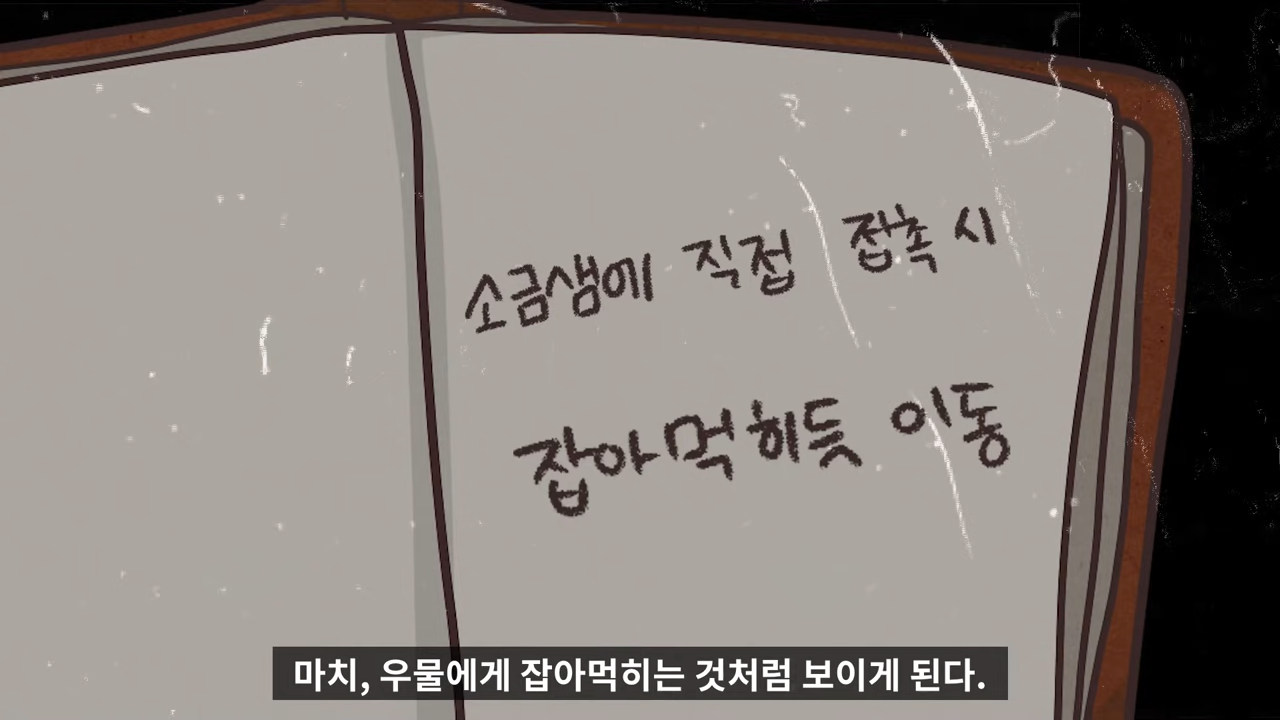 소금샘에 직접 접촉 시
잡아먹히듯 이동
마치, 우물에게 잡아먹히는 것처럼 보이게 된다.